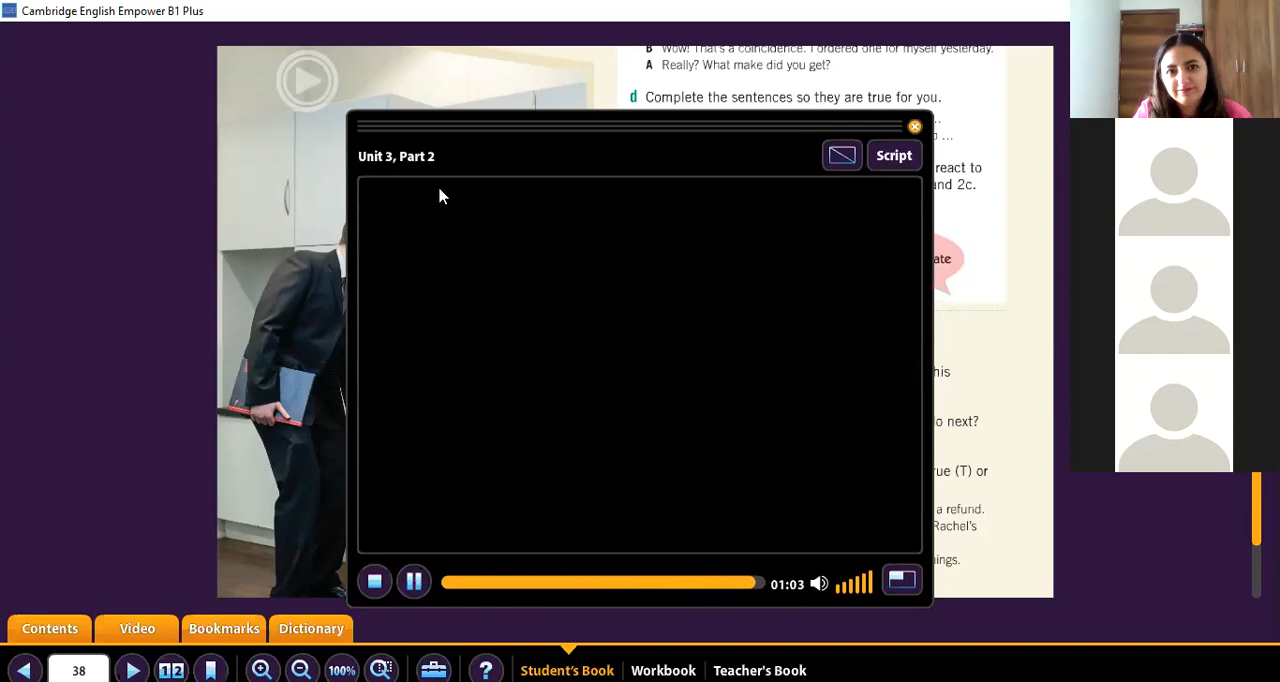 Cambridge English Empower B1 Plus
B Wow! That's a coincidence. I ordered one for myself yesterday.
A Really? What make did you get?
d Complete the sentences so they are true for you.
Unit 3, Part 2
Script
react to
and 2c.
ate
his
o next?
rue (T) or
a refund.
Rachel's
ings.
01:03
Contents
Video
Bookmarks
Dictionary
38
12
100%
?
Student's Book
Workbook
Teacher's Book